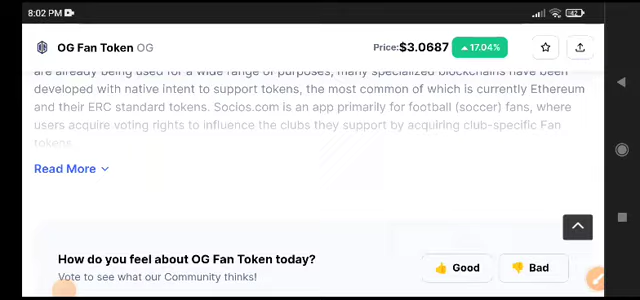 8:02 PM
42
OG Fan Token OG
Price:$3.0687
17.04%
are already being used for a wide range of purposes, many specialized blockchains have been
developed with native intent to support tokens, the most common of which is currently Ethereum
and their ERC standard tokens. Socios.com is an app primarily for football (soccer) fans, where
users acquire voting rights to influence the clubs they support by acquiring club-specific Fan
tokens.
Read More
How do you feel about OG Fan Token today?
Vote to see what our Community thinks!
👍 Good
👎 Bad